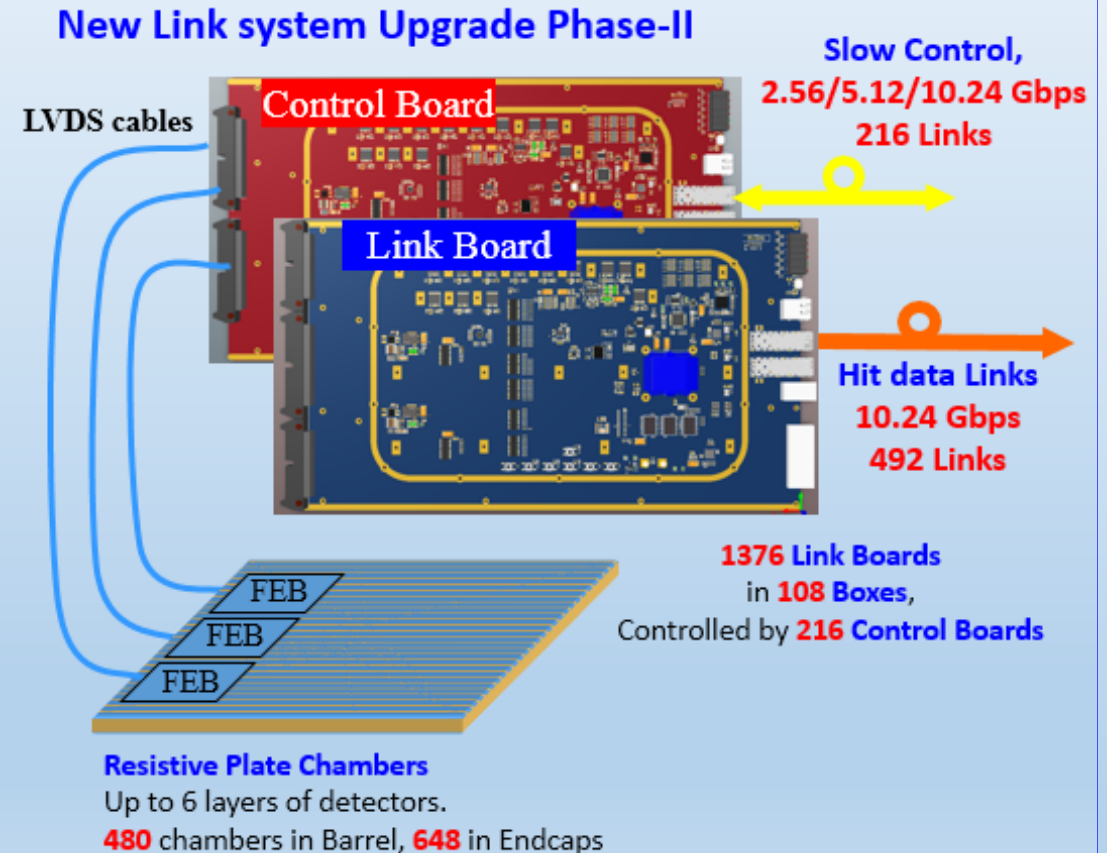 New Link system Upgrade Phase-II
Slow Control,
2.56/5.12/10.24 Gbps
216 Links
LVDS cables
Control Board
Link Board
Hit data Links
10.24 Gbps
492 Links
1376 Link Boards
in 108 Boxes,
Controlled by 216 Control Boards
FEB
FEB
FEB
Resistive Plate Chambers
Up to 6 layers of detectors.
480 chambers in Barrel, 648 in Endcaps